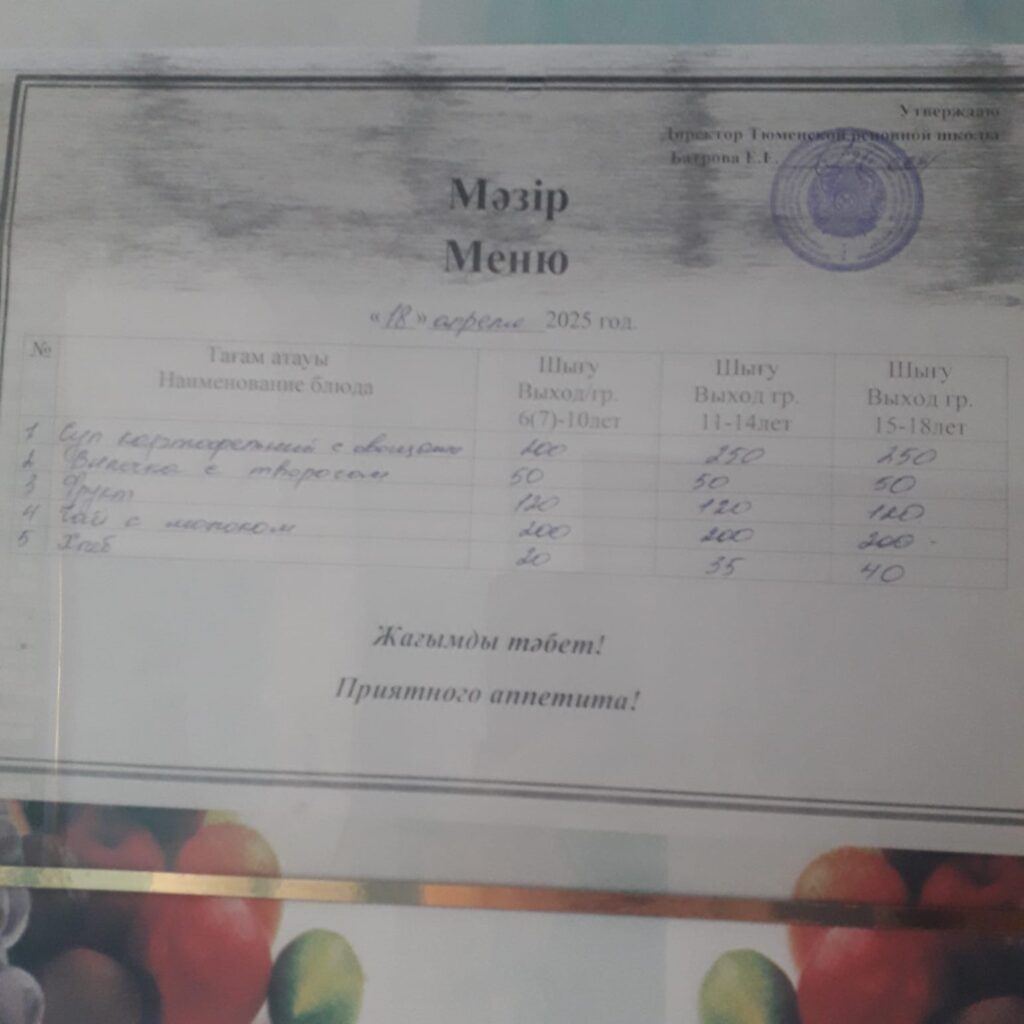 Утверждаю
Директор Тюменской основной школы
Батрова Е.Е.
Мәзір
Меню
«18» апреля 2025 год.
№ Тағам атауы Наименование блюда Шығу Выход/гр. 6(7)-10лет Шығу Выход гр. 11-14лет Шығу Выход гр. 15-18лет
1 Суп картофельный с овощами 200 250 250
2 Булочка с творогом 50 50 50
3 Фрукт 120 120 120
4 Чай с молоком 200 200 200
5 Хлеб 20 35 40
Жағымды тәбет!
Приятного аппетита!